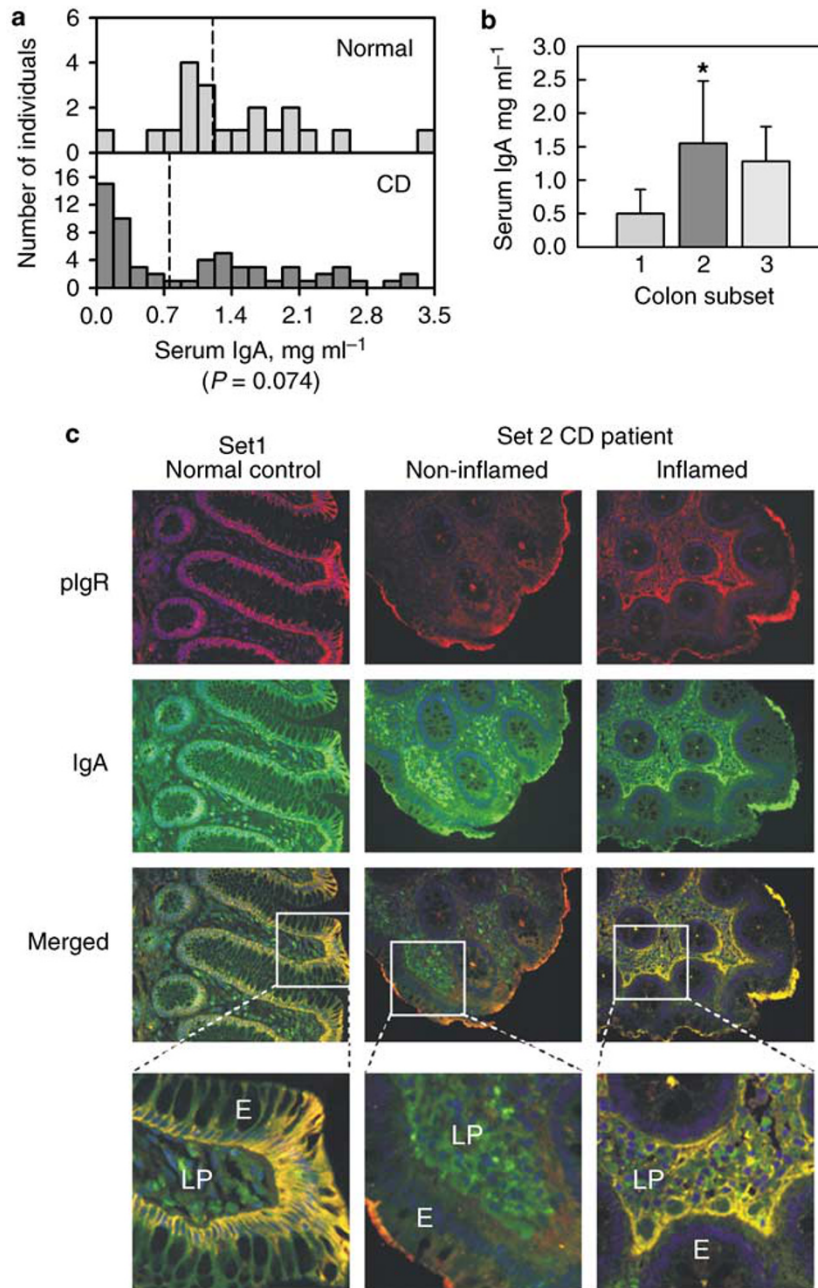 a
Normal
CD
Number of individuals
6
4
2
0
16
12
8
4
0
0.0 0.7 1.4 2.1 2.8 3.5
Serum IgA, mg ml⁻¹
(P = 0.074)
b
Serum IgA mg ml⁻¹
3.0
2.5
2.0
1.5
1.0
0.5
0.0
*
1 2 3
Colon subset
c
Set1
Normal control
Set 2 CD patient
Non-inflamed Inflamed
pIgR
IgA
Merged
E
LP
LP
E
LP
E